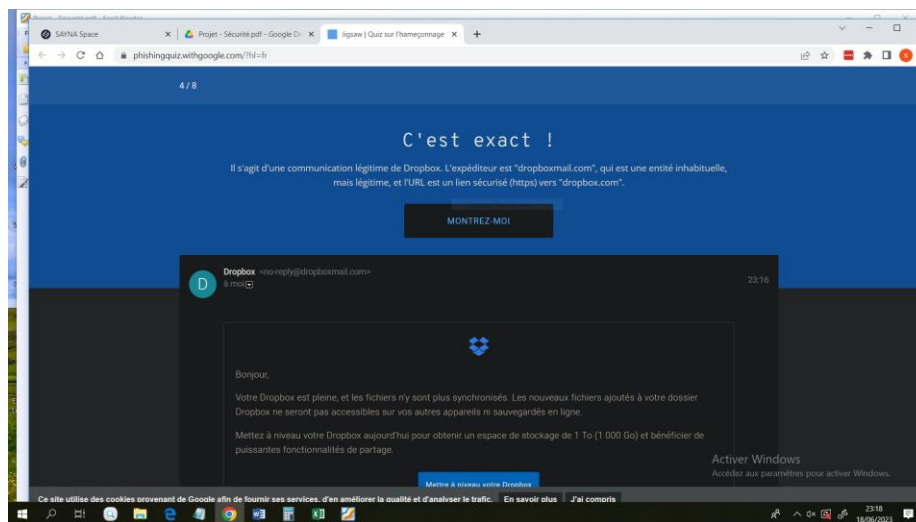 SAYNA Space
Projet - Sécurité.pdf - Google D
Jigsaw | Quiz sur l'hameçonnage
phishingquiz.withgoogle.com/?hl=fr
4 / 8
C'est exact !
Il s'agit d'une communication légitime de Dropbox. L'expéditeur est "dropboxmail.com", qui est une entité inhabituelle,
mais légitime, et l'URL est un lien sécurisé (https) vers "dropbox.com".
MONTREZ-MOI
D
Dropbox <no-reply@dropboxmail.com>
23:16
à moi
Bonjour,
Votre Dropbox est pleine, et les fichiers n'y sont plus synchronisés. Les nouveaux fichiers ajoutés à votre dossier
Dropbox ne seront pas accessibles sur vos autres appareils ni sauvegardés en ligne.
Mettez à niveau votre Dropbox aujourd'hui pour obtenir un espace de stockage de 1 To (1 000 Go) et bénéficier de
puissantes fonctionnalités de partage.
Mettre à niveau votre Dropbox
Activer Windows
Accédez aux paramètres pour activer Windows.
Ce site utilise des cookies provenant de Google afin de fournir ses services, d'en améliorer la qualité et d'analyser le trafic. En savoir plus J'ai compris
23:18
18/06/2023